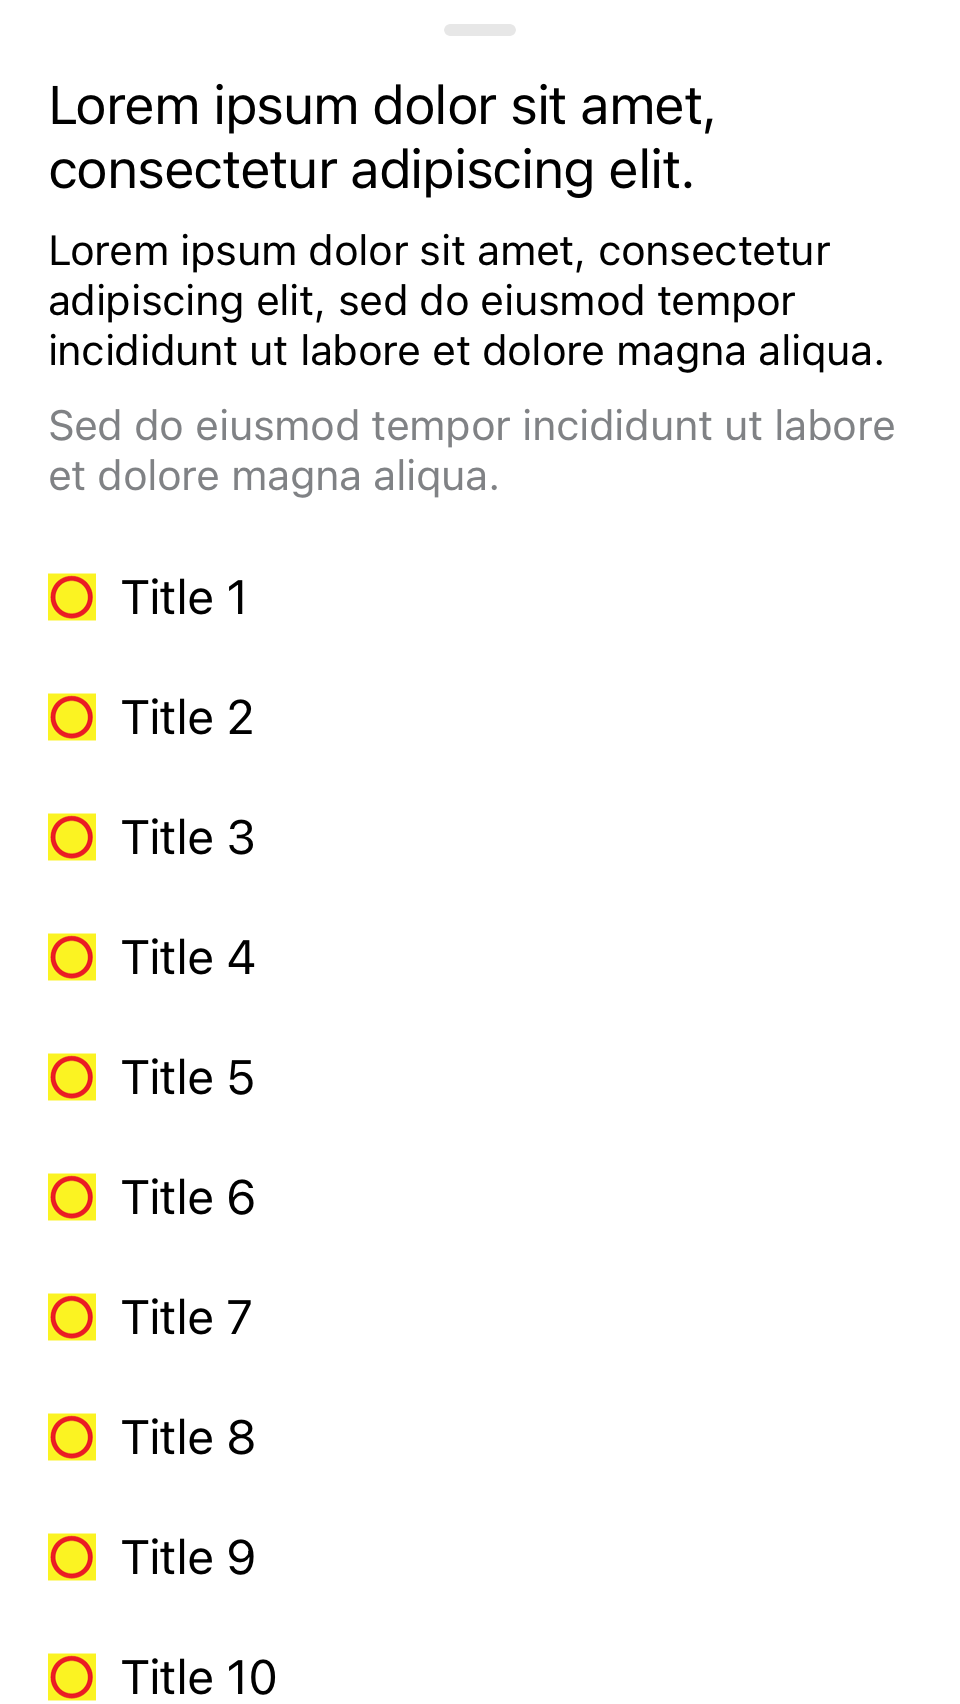 Lorem ipsum dolor sit amet,
consectetur adipiscing elit.
Lorem ipsum dolor sit amet, consectetur
adipiscing elit, sed do eiusmod tempor
incididunt ut labore et dolore magna aliqua.
Sed do eiusmod tempor incididunt ut labore
et dolore magna aliqua.
Title 1
Title 2
Title 3
Title 4
Title 5
Title 6
Title 7
Title 8
Title 9
Title 10